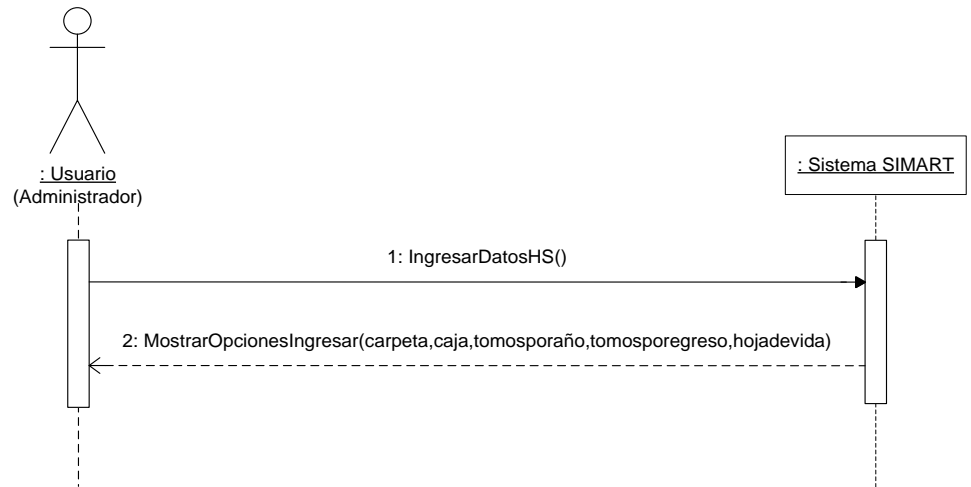 : Usuario
(Administrador)
: Sistema SIMART
1: IngresarDatosHS()
2: MostrarOpcionesIngresar(carpeta,caja,tomosporaño,tomosporegreso,hojadevida)